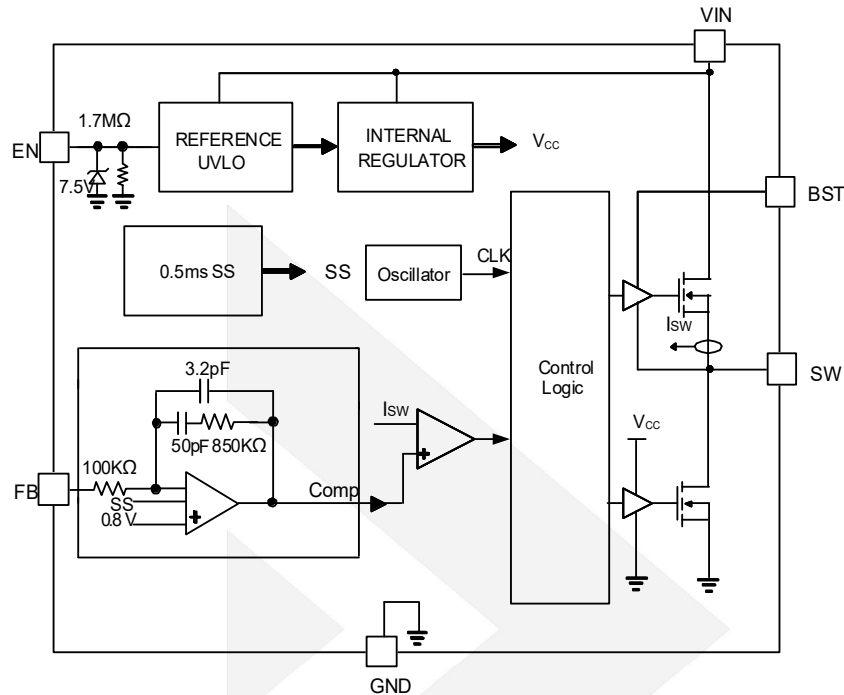 VIN
1.7MΩ
EN
7.5V
REFERENCE
UVLO
INTERNAL
REGULATOR
VCC
BST
0.5ms SS
SS
Oscillator
CLK
ISW
SW
Control
Logic
3.2pF
50pF 850KΩ
ISW
VCC
100KΩ
FB
SS
0.8 V
+
Comp
+
GND